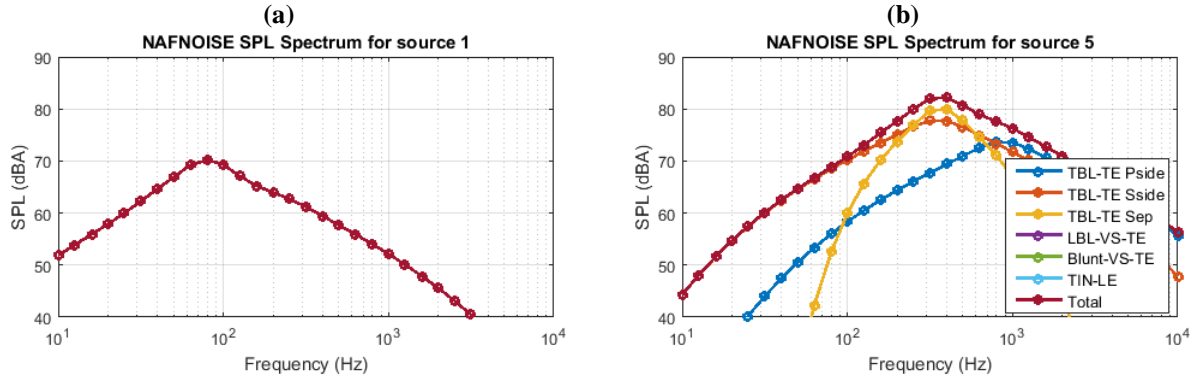 (a)
NAFNOISE SPL Spectrum for source 1
90
80
70
60
50
40
SPL (dBA)
10^1
10^2
10^3
10^4
Frequency (Hz)
(b)
NAFNOISE SPL Spectrum for source 5
90
80
70
60
50
40
SPL (dBA)
10^1
10^2
10^3
10^4
Frequency (Hz)
TBL-TE Pside
TBL-TE Sside
TBL-TE Sep
LBL-VS-TE
Blunt-VS-TE
TIN-LE
Total